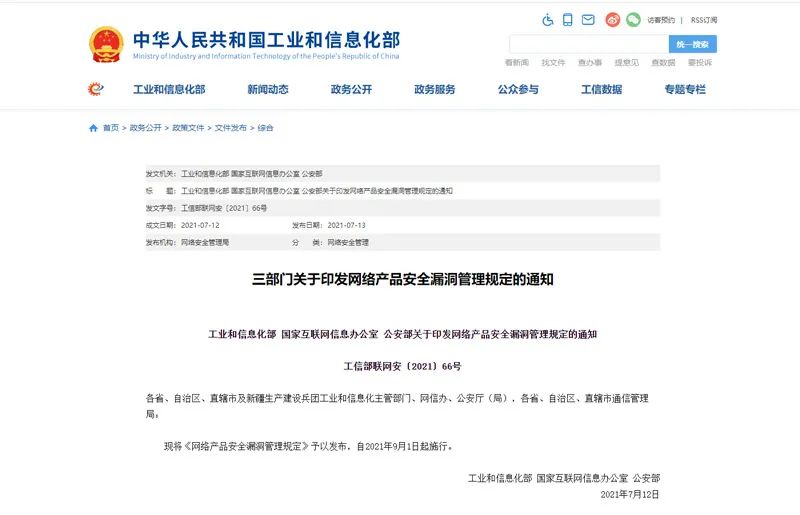 访客预约 | RSS订阅
中华人民共和国工业和信息化部
Ministry of Industry and Information Technology of the People's Republic of China
统一搜索
看新闻 找文件 查办事 提意见 查数据 要投诉
工业和信息化部 新闻动态 政务公开 政务服务 公众参与 工信数据 专题专栏
首页 > 政务公开 > 政策文件 > 文件发布 > 综合
发文机关: 工业和信息化部 国家互联网信息办公室 公安部
标 题: 工业和信息化部 国家互联网信息办公室 公安部关于印发网络产品安全漏洞管理规定的通知
发文字号: 工信部联网安〔2021〕66号
成文日期: 2021-07-12 发布日期: 2021-07-13
发布机构: 网络安全管理局 分 类: 网络安全管理
三部门关于印发网络产品安全漏洞管理规定的通知
工业和信息化部 国家互联网信息办公室 公安部关于印发网络产品安全漏洞管理规定的通知
工信部联网安〔2021〕66号
各省、自治区、直辖市及新疆生产建设兵团工业和信息化主管部门、网信办、公安厅（局），各省、自治区、直辖市通信管理
局：
现将《网络产品安全漏洞管理规定》予以发布，自2021年9月1日起施行。
工业和信息化部 国家互联网信息办公室 公安部
2021年7月12日